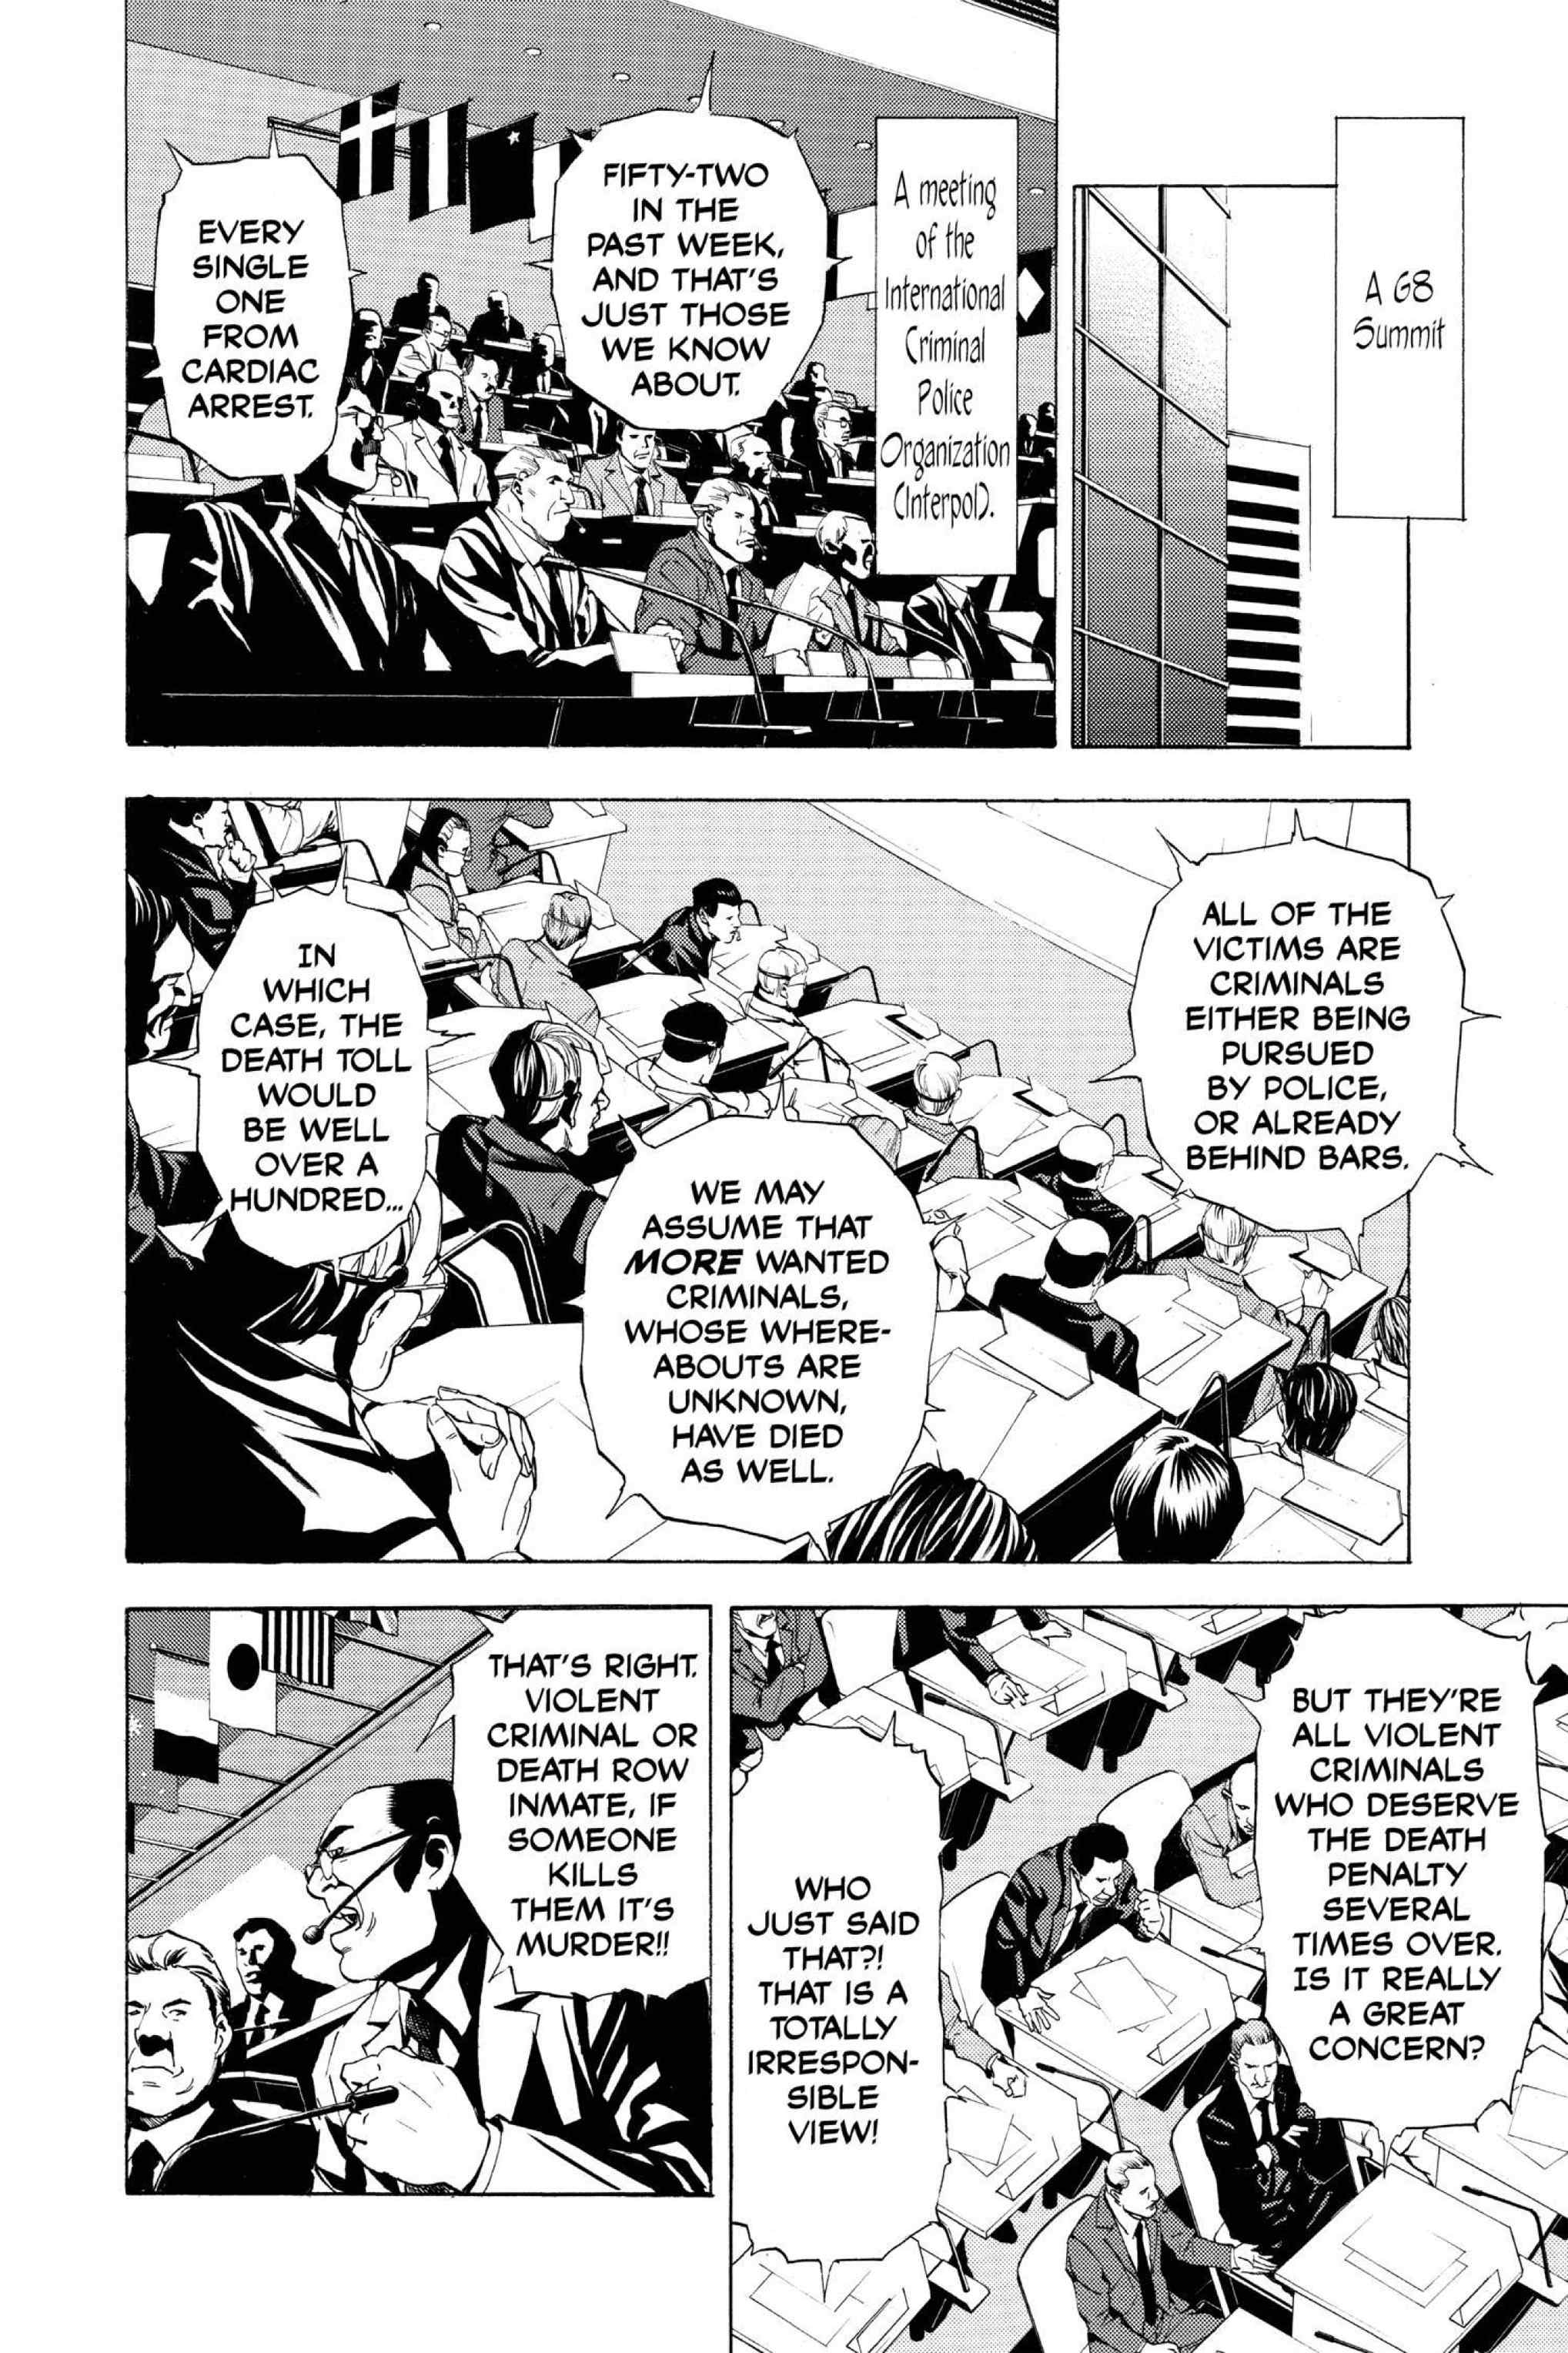 A G8
Summit
A meeting
of the
International
Criminal
Police
Organization
(Interpol).
FIFTY-TWO
IN THE
PAST WEEK,
AND THAT'S
JUST THOSE
WE KNOW
ABOUT.
EVERY
SINGLE
ONE
FROM
CARDIAC
ARREST.
ALL OF THE
VICTIMS ARE
CRIMINALS
EITHER BEING
PURSUED
BY POLICE,
OR ALREADY
BEHIND BARS.
WE MAY
ASSUME THAT
MORE WANTED
CRIMINALS,
WHOSE WHERE-
ABOUTS ARE
UNKNOWN,
HAVE DIED
AS WELL.
IN
WHICH
CASE, THE
DEATH TOLL
WOULD
BE WELL
OVER A
HUNDRED...
BUT THEY'RE
ALL VIOLENT
CRIMINALS
WHO DESERVE
THE DEATH
PENALTY
SEVERAL
TIMES OVER.
IS IT REALLY
A GREAT
CONCERN?
WHO
JUST SAID
THAT?!
THAT IS A
TOTALLY
IRRESPON-
SIBLE
VIEW!
THAT'S RIGHT.
VIOLENT
CRIMINAL OR
DEATH ROW
INMATE, IF
SOMEONE
KILLS
THEM IT'S
MURDER!!